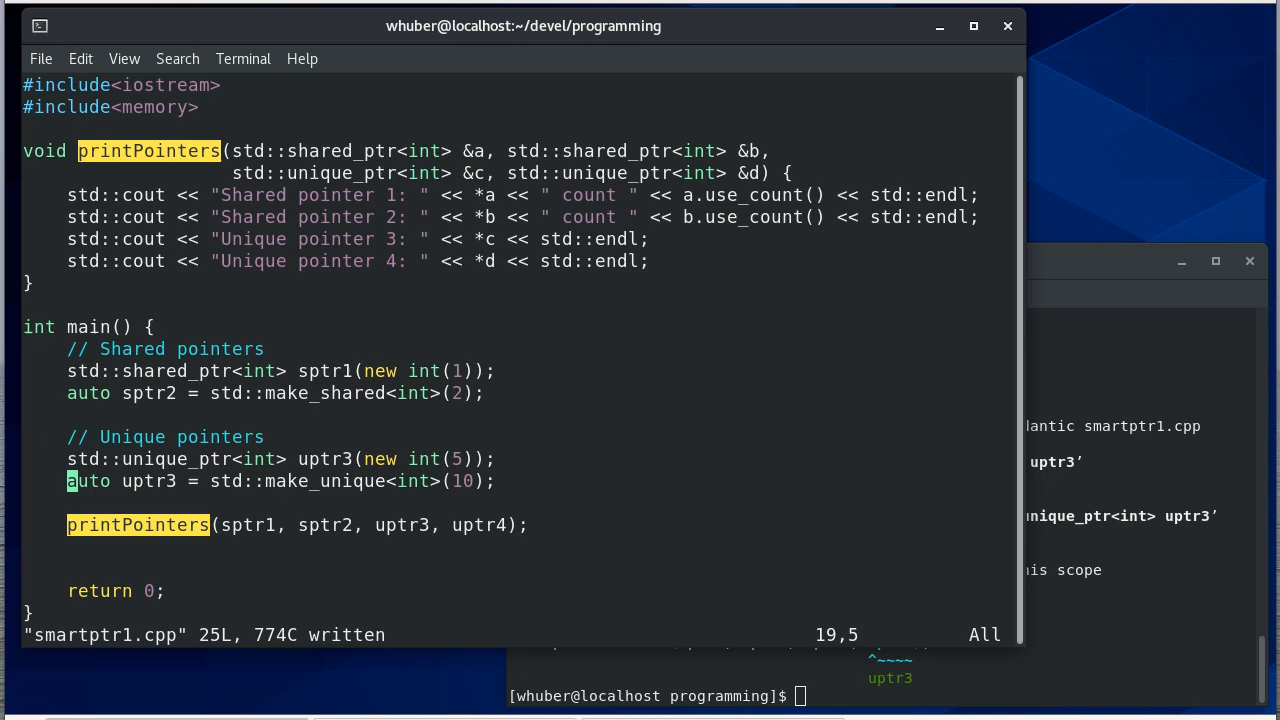 whuber@localhost:~/devel/programming
File Edit View Search Terminal Help
#include<iostream>
#include<memory>
void printPointers(std::shared_ptr<int> &a, std::shared_ptr<int> &b,
std::unique_ptr<int> &c, std::unique_ptr<int> &d) {
std::cout << "Shared pointer 1: " << *a << " count " << a.use_count() << std::endl;
std::cout << "Shared pointer 2: " << *b << " count " << b.use_count() << std::endl;
std::cout << "Unique pointer 3: " << *c << std::endl;
std::cout << "Unique pointer 4: " << *d << std::endl;
}
int main() {
// Shared pointers
std::shared_ptr<int> sptr1(new int(1));
auto sptr2 = std::make_shared<int>(2);
// Unique pointers
std::unique_ptr<int> uptr3(new int(5));
auto uptr3 = std::make_unique<int>(10);
printPointers(sptr1, sptr2, uptr3, uptr4);
return 0;
}
"smartptr1.cpp" 25L, 774C written 19,5 All
dantic smartptr1.cpp
uptr3’
nique_ptr<int> uptr3’
his scope
^~~~~
uptr3
[whuber@localhost programming]$